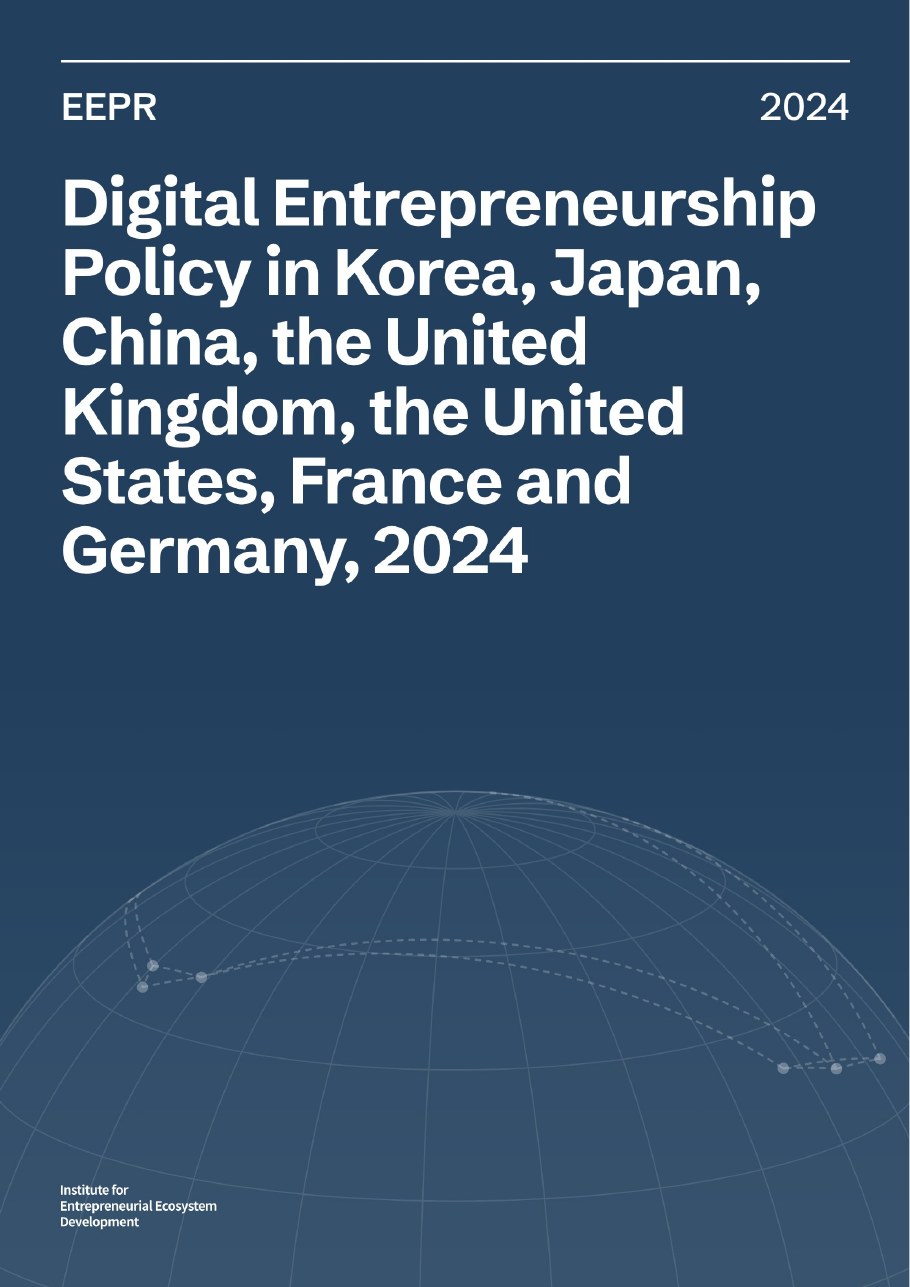 EEPR
2024
Digital Entrepreneurship
Policy in Korea, Japan,
China, the United
Kingdom, the United
States, France and
Germany, 2024
Institute for
Entrepreneurial Ecosystem
Development